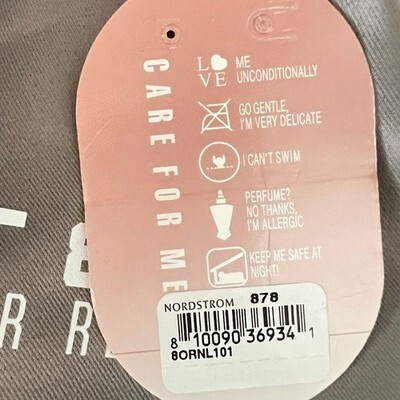 CARE FOR ME
LOVE ME
UNCONDITIONALLY
GO GENTLE,
I'M VERY DELICATE
I CAN'T SWIM
PERFUME?
NO THANKS,
I'M ALLERGIC
KEEP ME SAFE AT
NIGHT!
NORDSTROM 878
8 10090 36934 1
8ORNL101